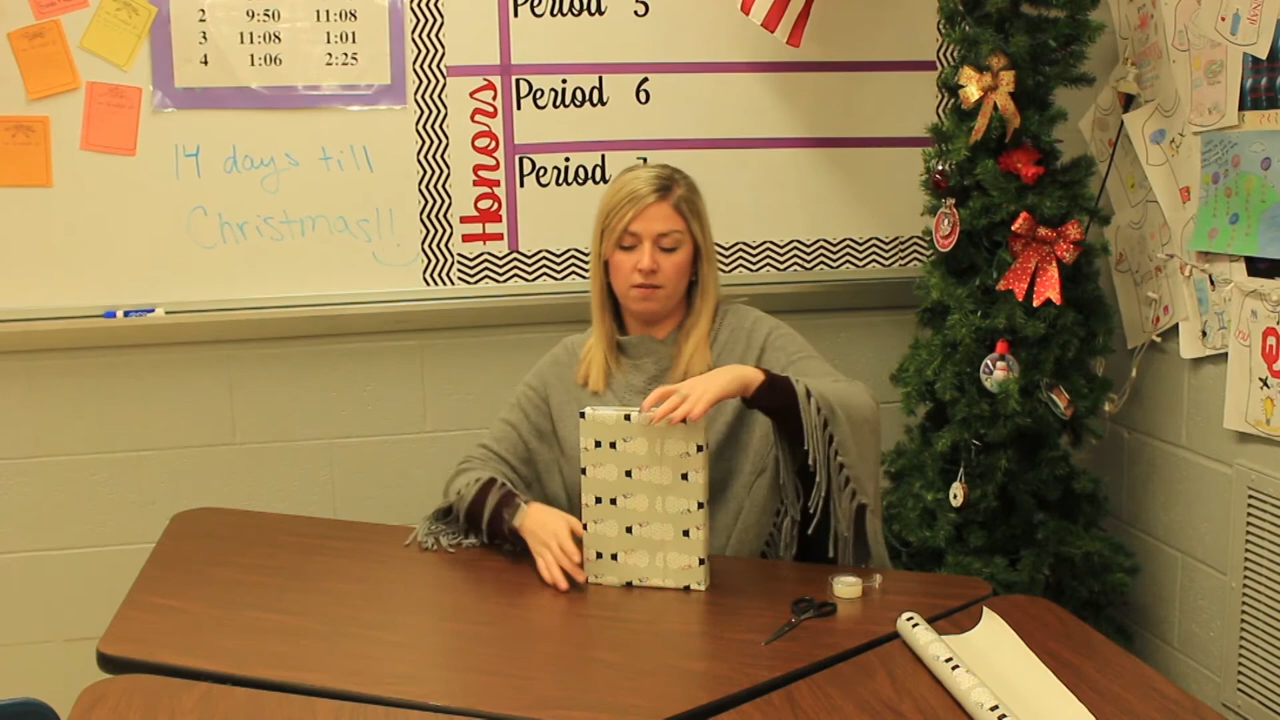 2 9:50 11:08
3 11:08 1:01
4 1:06 2:25
14 days till
Christmas!!
Honors
Period 5
Period 6
Period